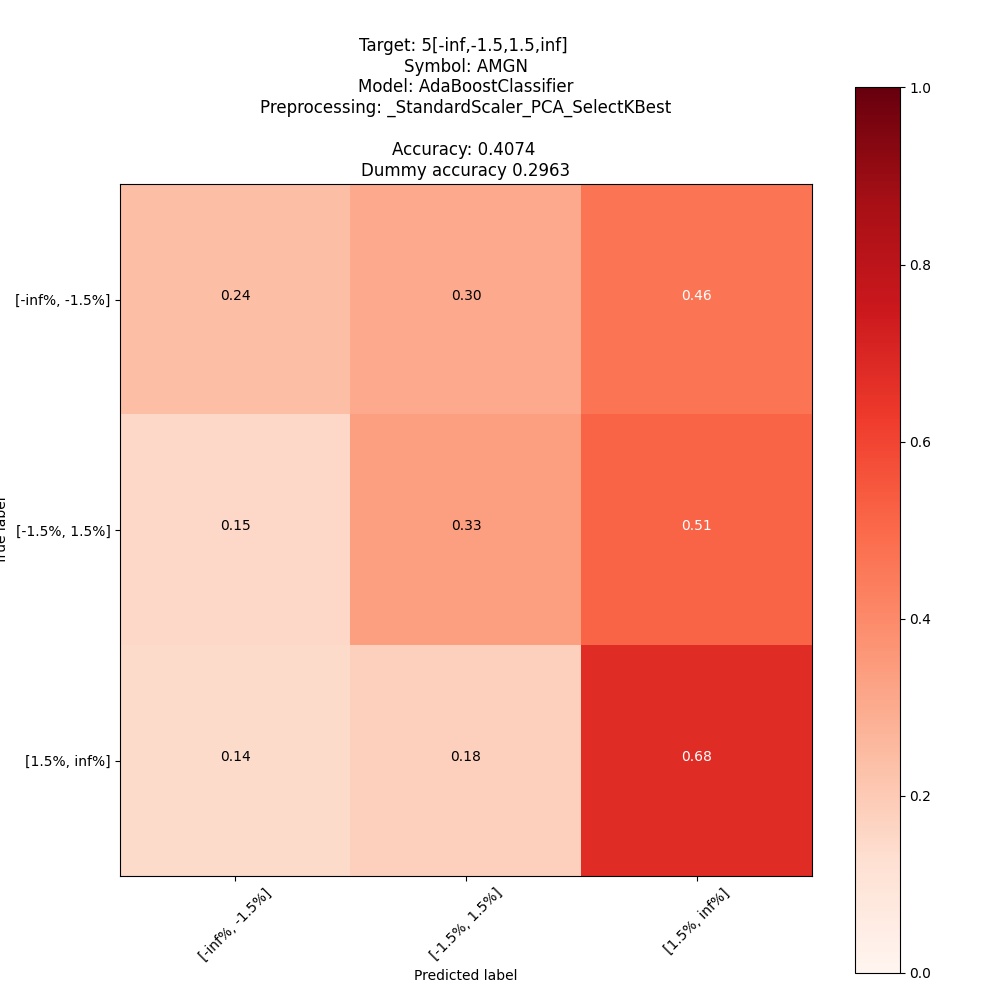 Target: 5[-inf,-1.5,1.5,inf]
Symbol: AMGN
Model: AdaBoostClassifier
Preprocessing: _StandardScaler_PCA_SelectKBest
Accuracy: 0.4074
Dummy accuracy 0.2963
[-inf%, -1.5%]
0.24
0.30
0.46
[-1.5%, 1.5%]
0.15
0.33
0.51
[1.5%, inf%]
0.14
0.18
0.68
[-inf%, -1.5%]
[-1.5%, 1.5%]
[1.5%, inf%]
Predicted label
1.0
0.8
0.6
0.4
0.2
0.0